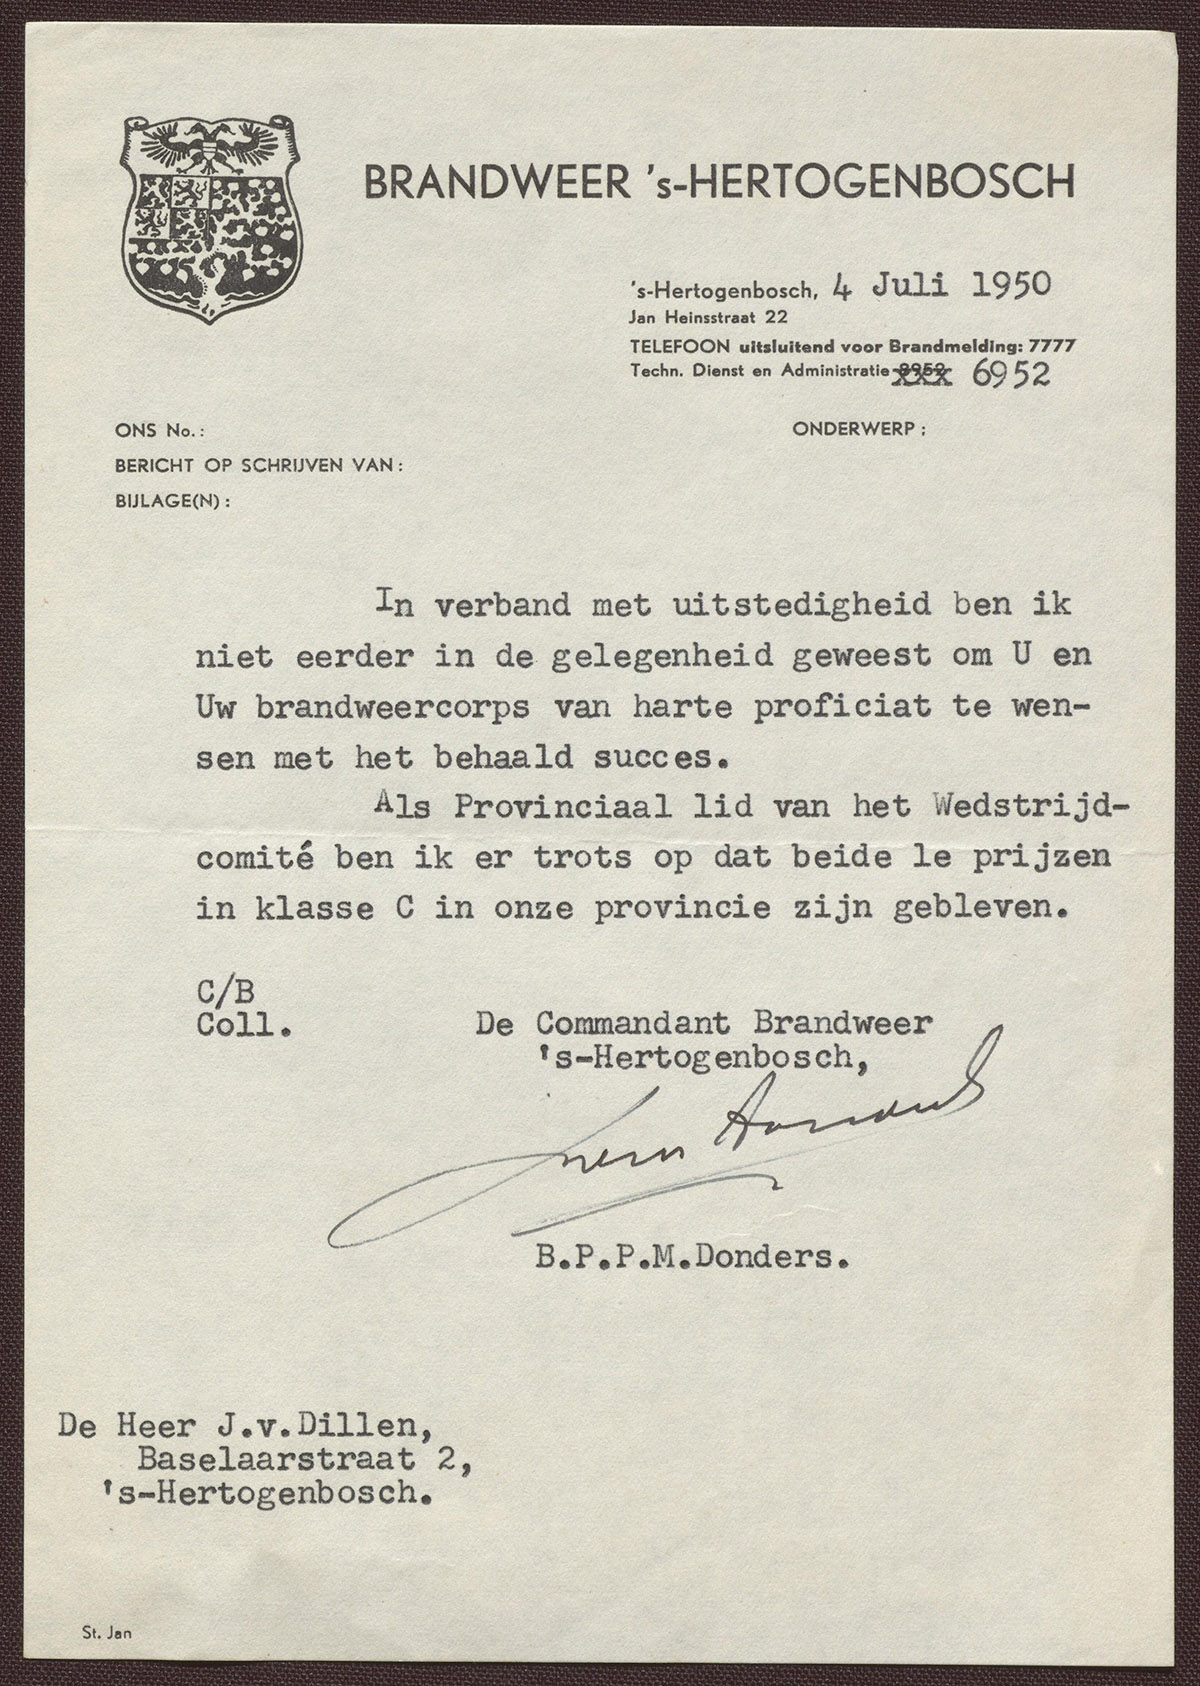 BRANDWEER 's-HERTOGENBOSCH
's-Hertogenbosch, 4 Juli 1950
Jan Heinsstraat 22
TELEFOON uitsluitend voor Brandmelding: 7777
Techn. Dienst en Administratie 6952
ONS No.:
ONDERWERP:
BERICHT OP SCHRIJVEN VAN:
BIJLAGE(N):
In verband met uitstedigheid ben ik
niet eerder in de gelegenheid geweest om U en
Uw brandweercorps van harte proficiat te wen-
sen met het behaald succes.
Als Provinciaal lid van het Wedstrijd-
comité ben ik er trots op dat beide le prijzen
in klasse C in onze provincie zijn gebleven.
C/B
Coll.
De Commandant Brandweer
's-Hertogenbosch,
B.P.P.M.Donders.
De Heer J.v.Dillen,
Baselaarstraat 2,
's-Hertogenbosch.
St. Jan